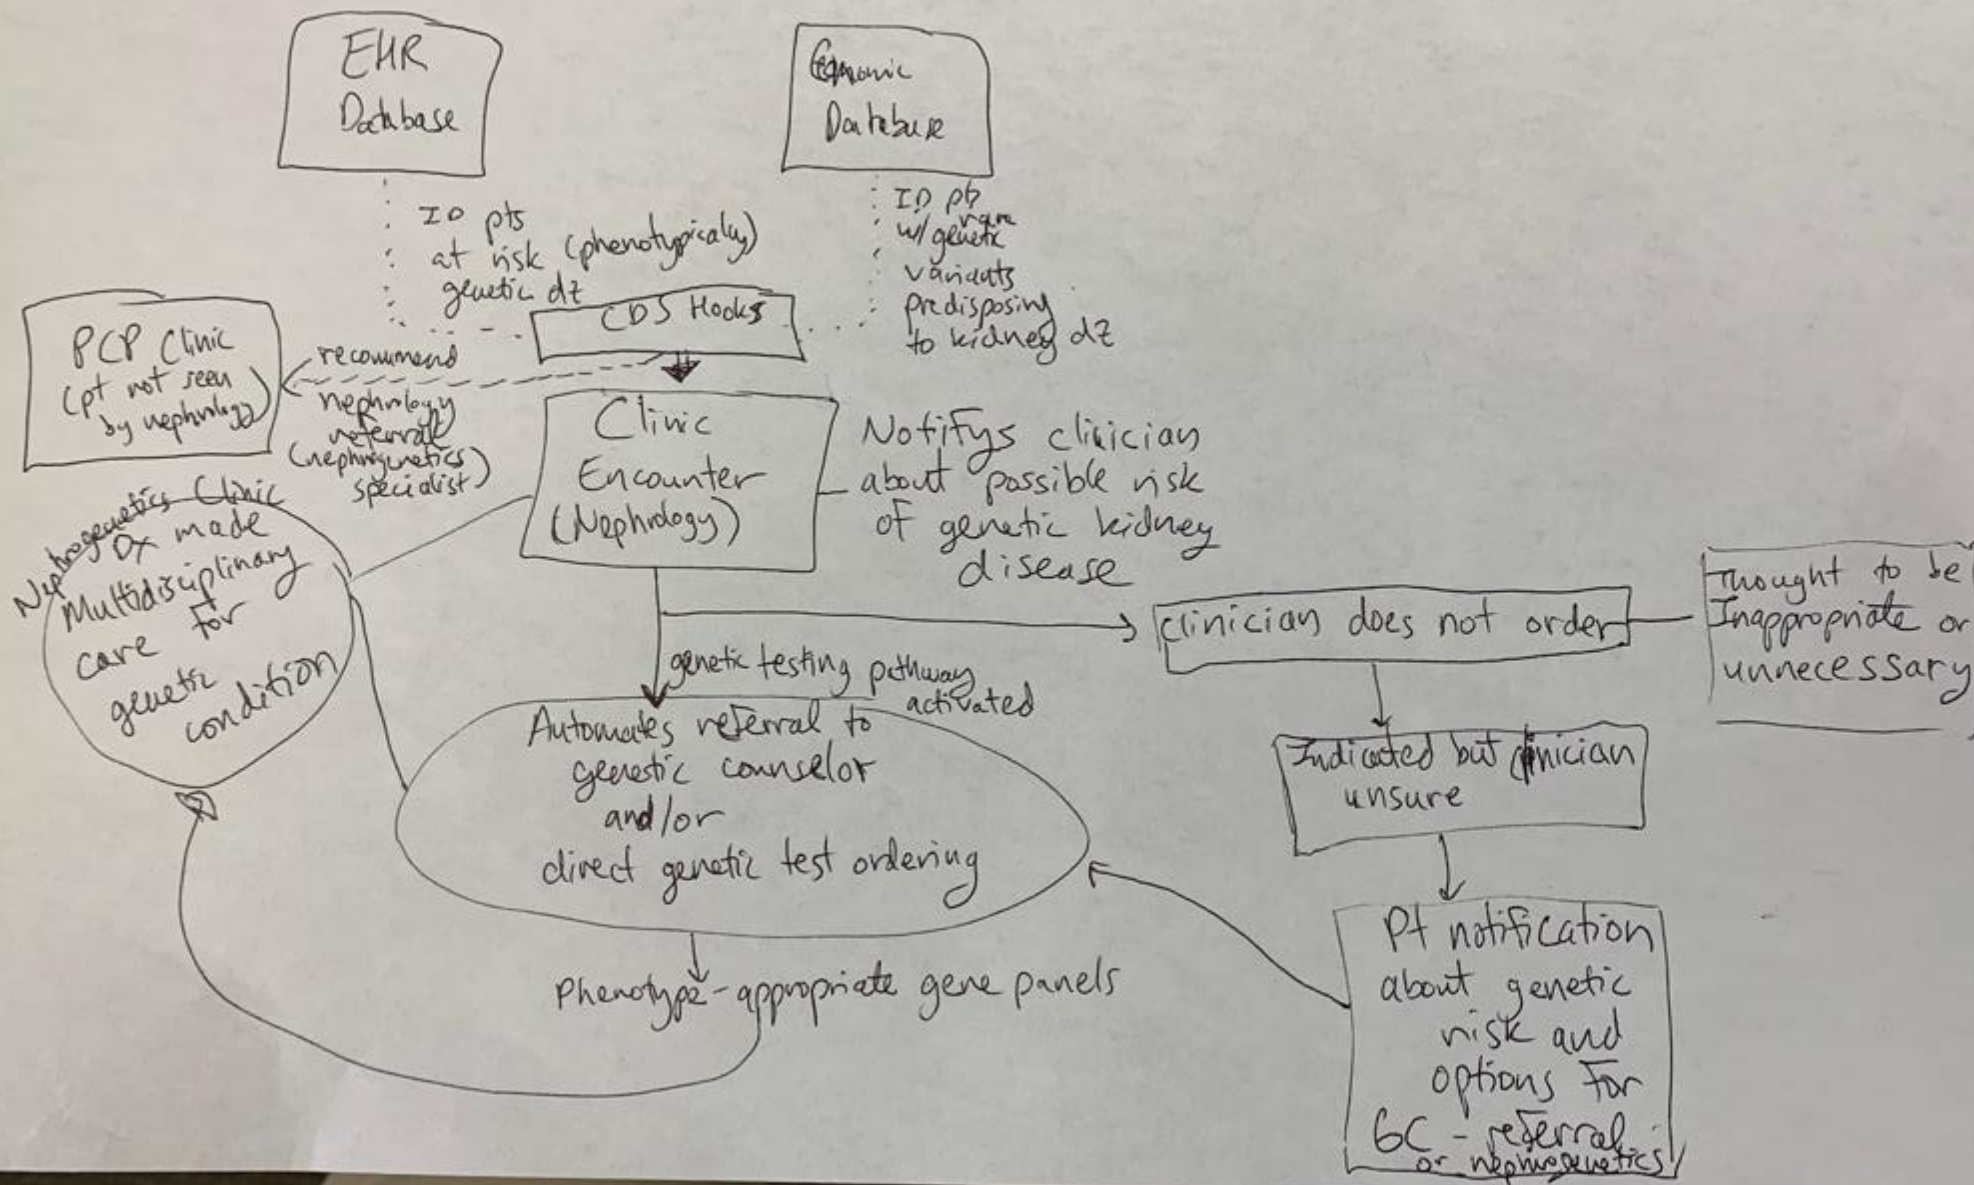 EHR
Database
Genomic
Database
ID pts
at risk (phenotypically)
genetic dz
ID pts
w/ rare
genetic
variants
predisposing
to kidney dz
CDS Hooks
PCP Clinic
(pt not seen
by nephrology)
recommend
nephrology
referral
(nephrogenetics
specialist)
Clinic
Encounter
(Nephrology)
Notifys clinician
about possible risk
of genetic kidney
disease
Nephrogenetics Clinic
Dx made
Multidisciplinary
care for
genetic
condition
clinician does not order
Thought to be
Inappropriate or
unnecessary
genetic testing pathway
activated
Automates referral to
genetic counselor
and/or
direct genetic test ordering
Indicated but clinician
unsure
Phenotype-appropriate gene panels
Pt notification
about genetic
risk and
options for
GC - referral
or nephrogenetics